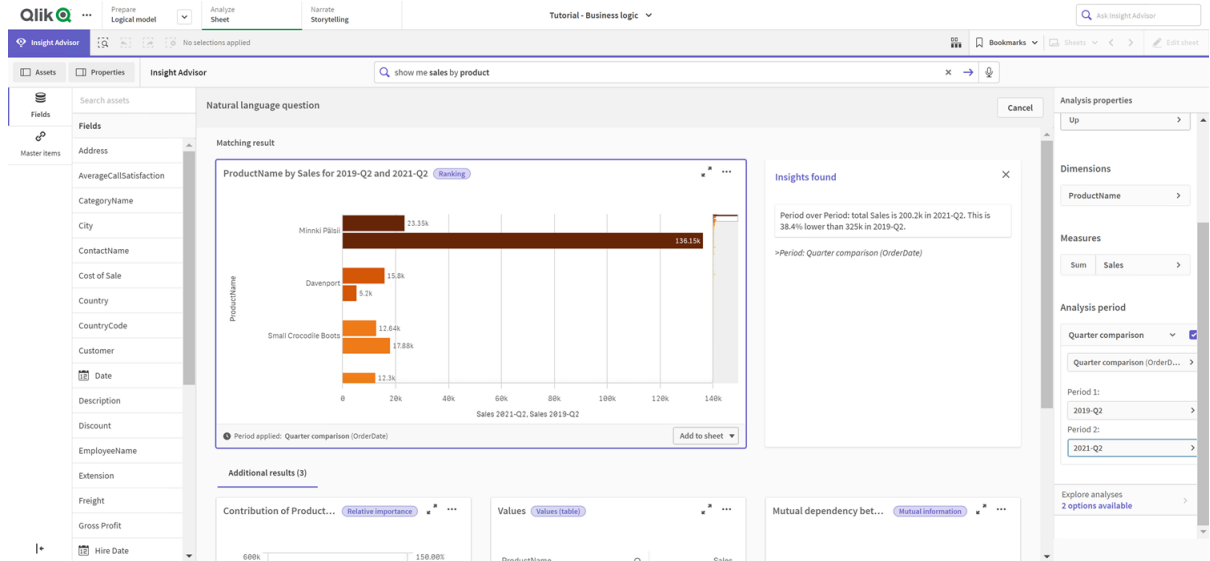 Qlik
...
Prepare
Logical model
Analyze
Sheet
Narrate
Storytelling
Tutorial - Business logic
Ask Insight Advisor
Insight Advisor
No selections applied
Bookmarks
Sheets
Edit sheet
Assets
Properties
Insight Advisor
show me sales by product
Fields
Master items
Search assets
Fields
Address
AverageCallSatisfaction
CategoryName
City
ContactName
Cost of Sale
Country
CountryCode
Customer
Date
Description
Discount
EmployeeName
Extension
Freight
Gross Profit
Hire Date
Natural language question
Cancel
Matching result
ProductName by Sales for 2019-Q2 and 2021-Q2
Ranking
ProductName
Minnki Pälsii
23.35k
136.15k
Davenport
15.8k
5.2k
Small Crocodile Boots
12.64k
17.88k
12.3k
0 20k 40k 60k 80k 100k 120k 140k
Sales 2021-Q2, Sales 2019-Q2
Period applied: Quarter comparison (OrderDate)
Add to sheet
Insights found
Period over Period: total Sales is 200.2k in 2021-Q2. This is
38.4% lower than 325k in 2019-Q2.
>Period: Quarter comparison (OrderDate)
Additional results (3)
Contribution of Product...
Relative importance
600k
150.00%
Values
Values (table)
ProductName
Sales
Mutual dependency bet...
Mutual information
Analysis properties
Up
Dimensions
ProductName
Measures
Sum
Sales
Analysis period
Quarter comparison
Quarter comparison (OrderD...
Period 1:
2019-Q2
Period 2:
2021-Q2
Explore analyses
2 options available